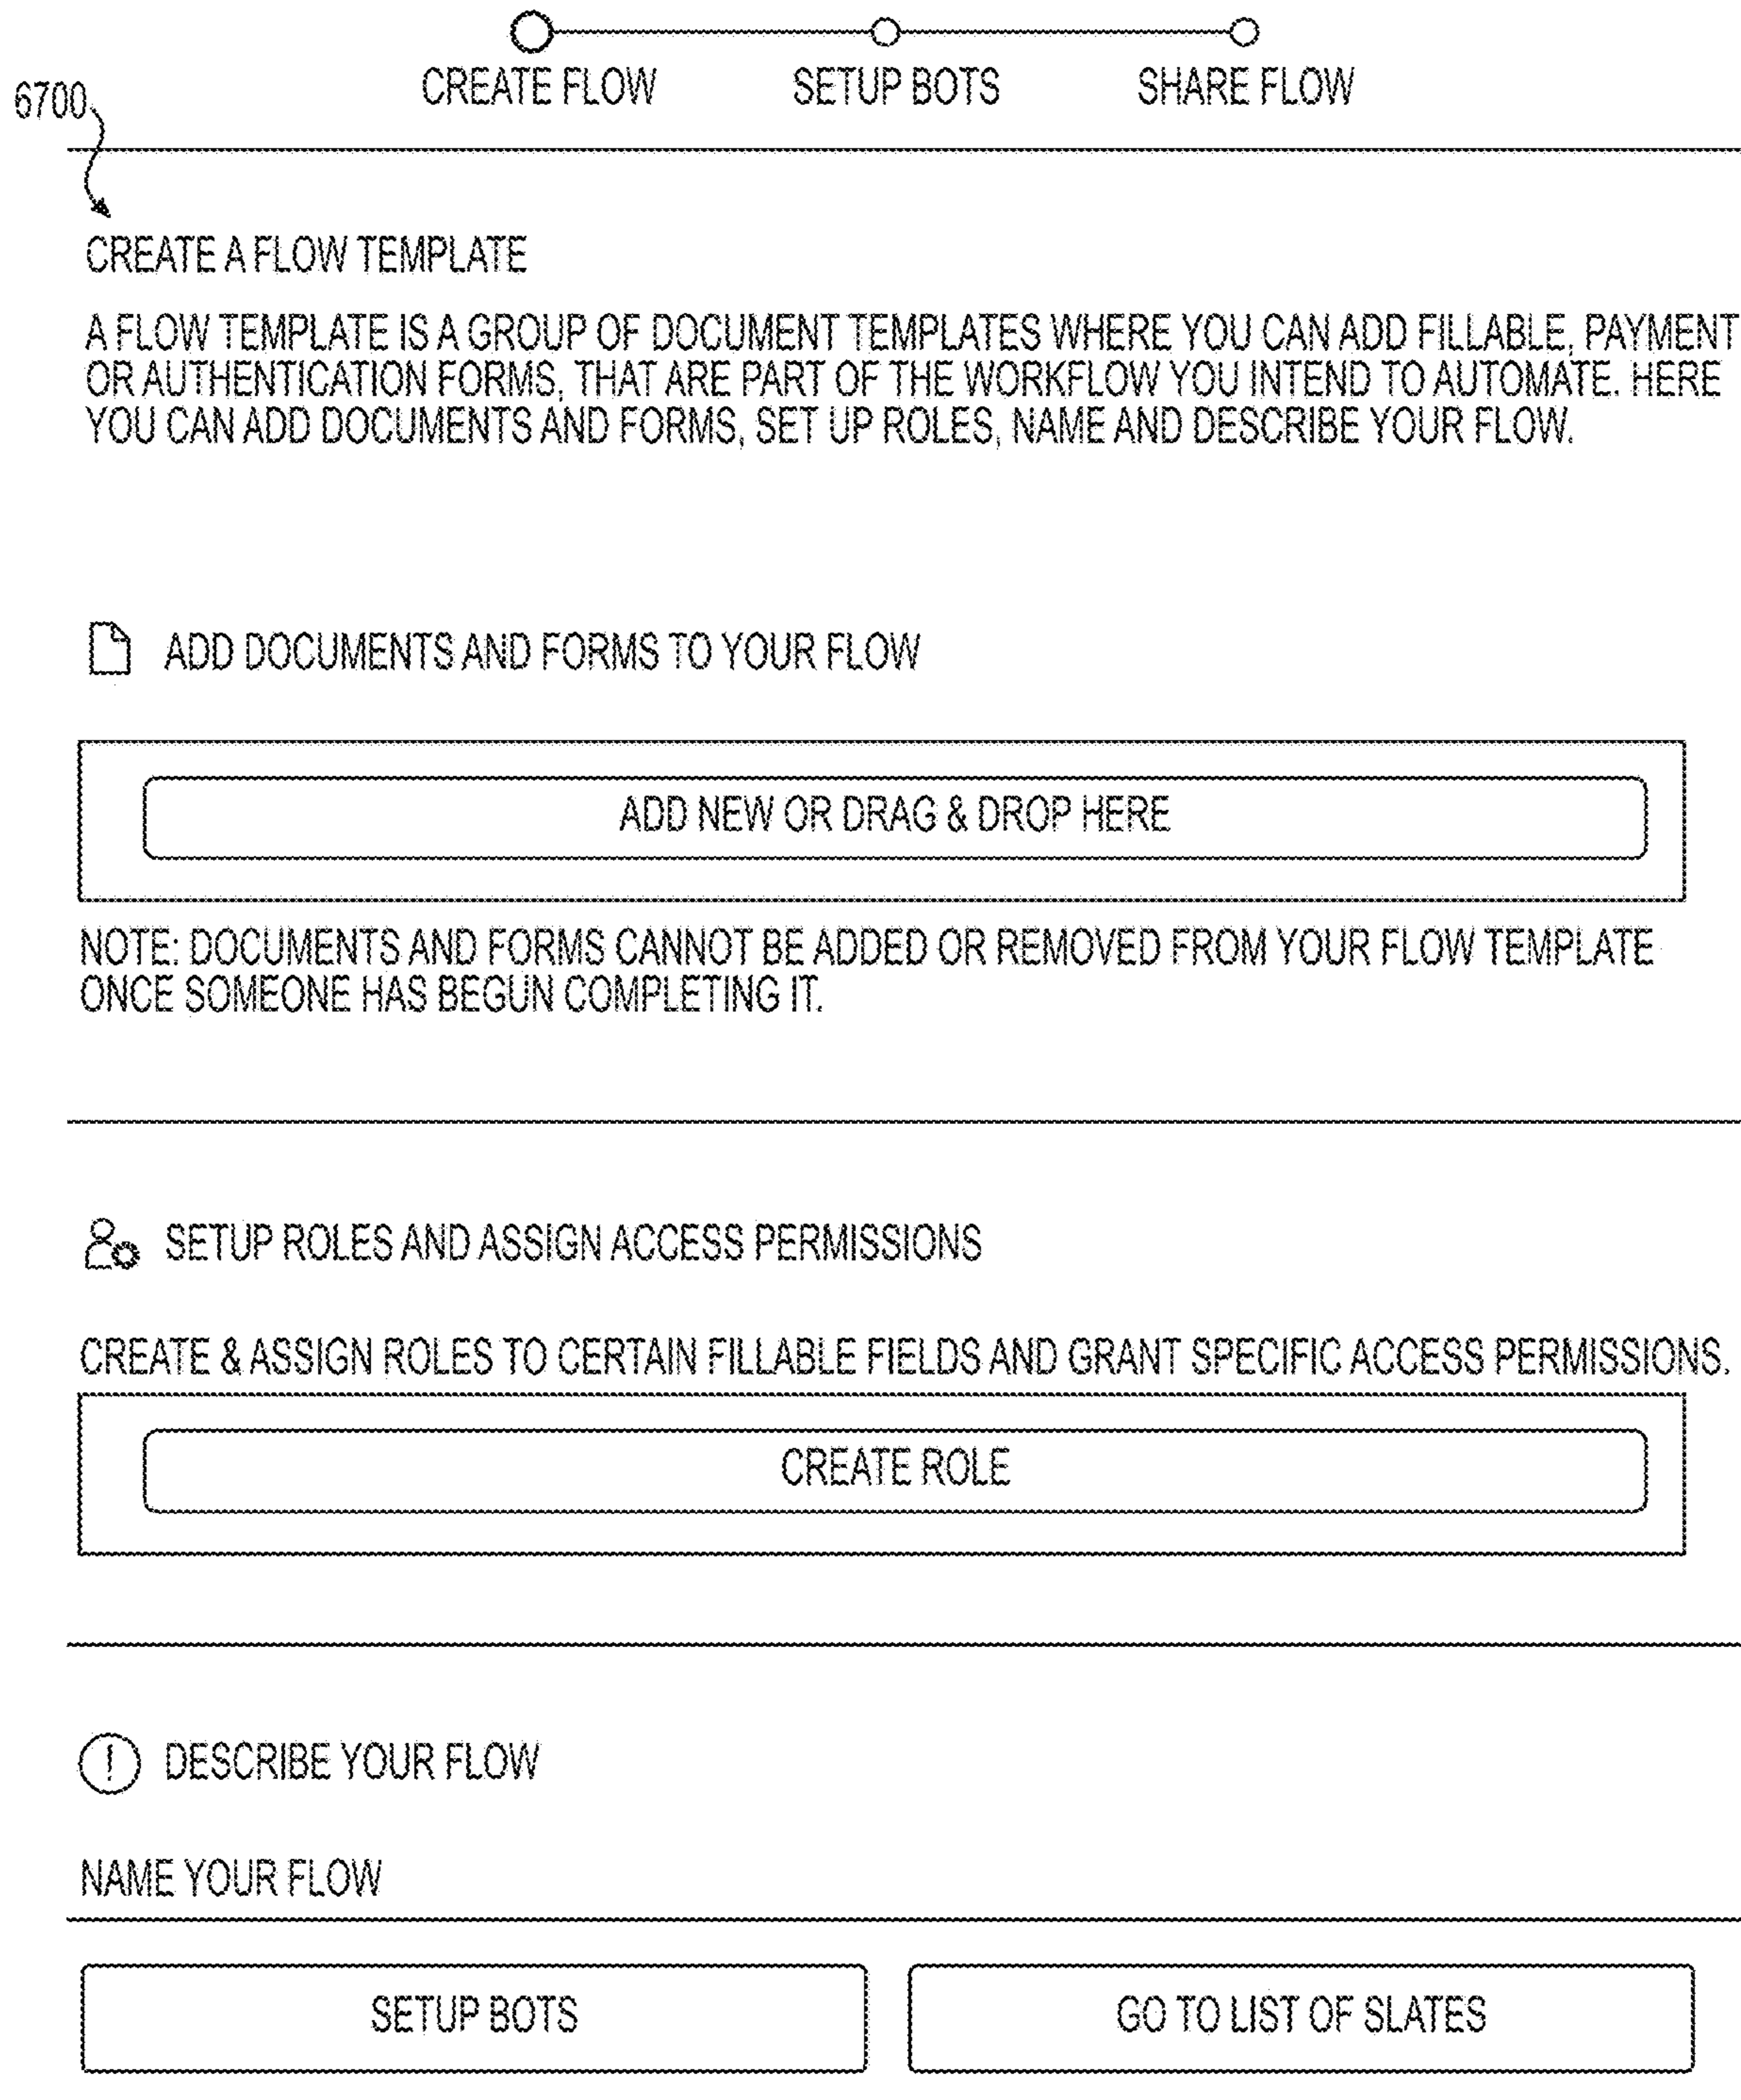 CREATE FLOW SETUP BOTS SHARE FLOW
6700
CREATE A FLOW TEMPLATE
A FLOW TEMPLATE IS A GROUP OF DOCUMENT TEMPLATES WHERE YOU CAN ADD FILLABLE, PAYMENT
OR AUTHENTICATION FORMS, THAT ARE PART OF THE WORKFLOW YOU INTEND TO AUTOMATE. HERE
YOU CAN ADD DOCUMENTS AND FORMS, SET UP ROLES, NAME AND DESCRIBE YOUR FLOW.
ADD DOCUMENTS AND FORMS TO YOUR FLOW
ADD NEW OR DRAG & DROP HERE
NOTE: DOCUMENTS AND FORMS CANNOT BE ADDED OR REMOVED FROM YOUR FLOW TEMPLATE
ONCE SOMEONE HAS BEGUN COMPLETING IT.
SETUP ROLES AND ASSIGN ACCESS PERMISSIONS
CREATE & ASSIGN ROLES TO CERTAIN FILLABLE FIELDS AND GRANT SPECIFIC ACCESS PERMISSIONS.
CREATE ROLE
! DESCRIBE YOUR FLOW
NAME YOUR FLOW
SETUP BOTS GO TO LIST OF SLATES